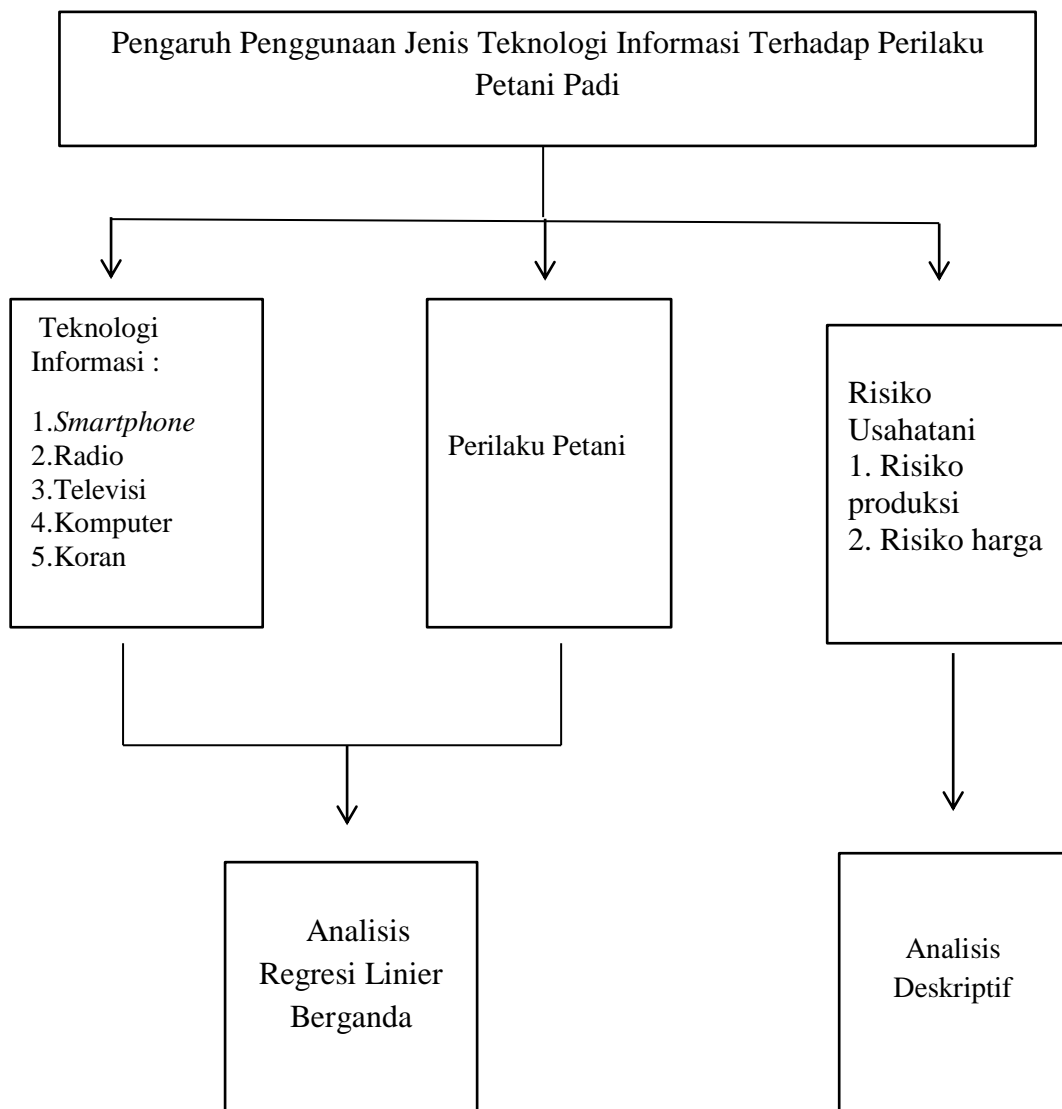 Pengaruh Penggunaan Jenis Teknologi Informasi Terhadap Perilaku
Petani Padi
Teknologi
Informasi :
1.Smartphone
2.Radio
3.Televisi
4.Komputer
5.Koran
Perilaku Petani
Risiko
Usahatani
1. Risiko
produksi
2. Risiko harga
Analisis
Regresi Linier
Berganda
Analisis
Deskriptif